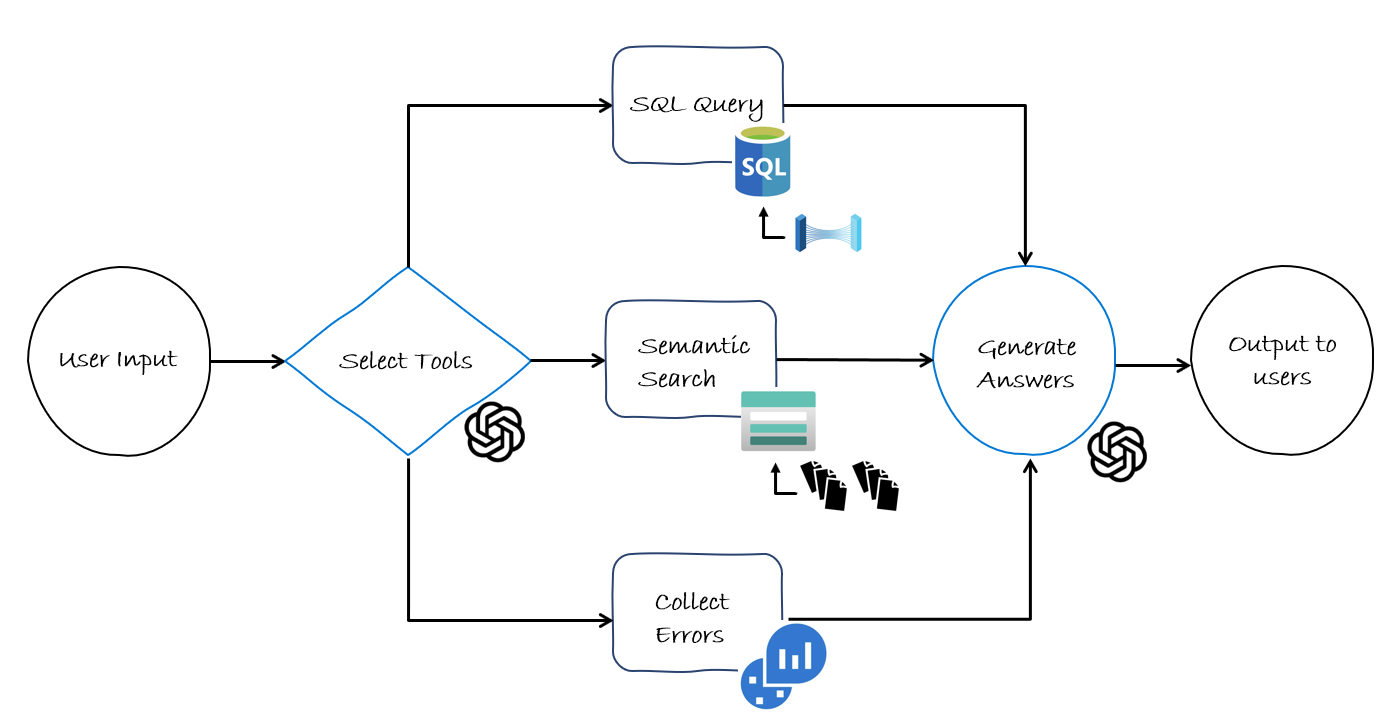 SQL Query
SQL
User Input
Select Tools
Semantic
Search
Generate
Answers
Output to
users
Collect
Errors